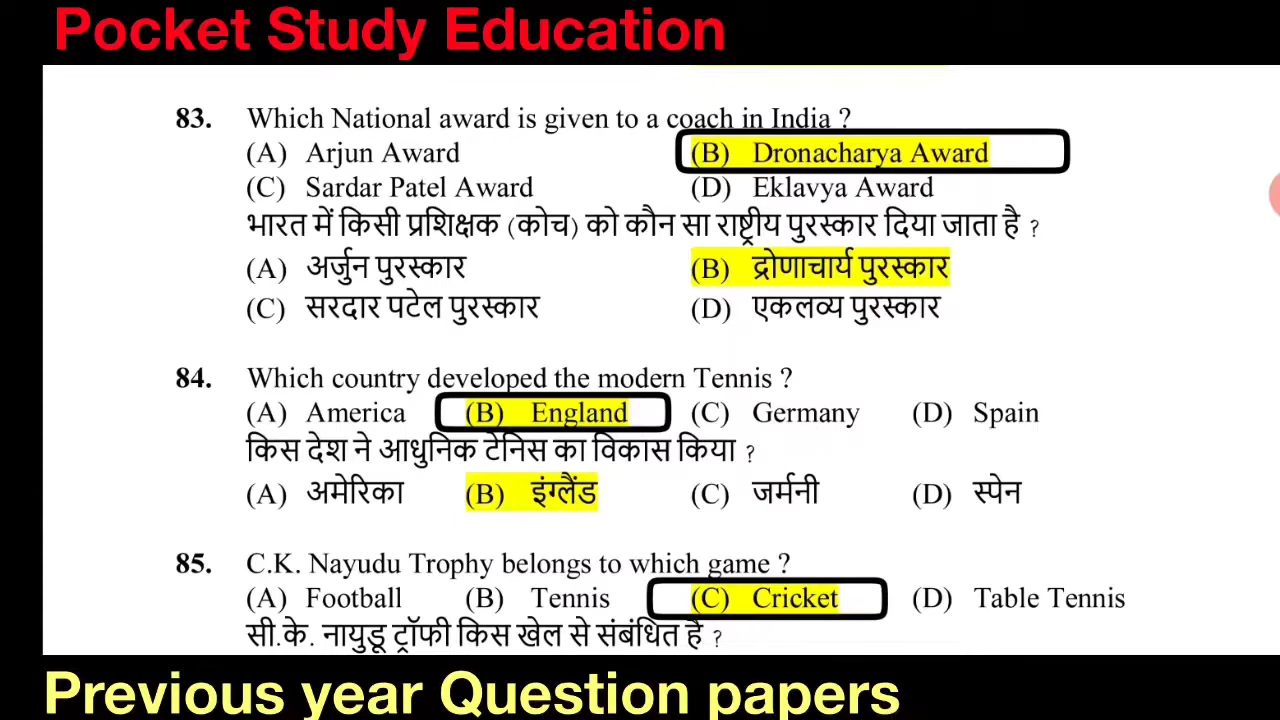 Pocket Study Education
83. Which National award is given to a coach in India ?
(A) Arjun Award (B) Dronacharya Award
(C) Sardar Patel Award (D) Eklavya Award
भारत में किसी प्रशिक्षक (कोच) को कौन सा राष्ट्रीय पुरस्कार दिया जाता है ?
(A) अर्जुन पुरस्कार (B) द्रोणाचार्य पुरस्कार
(C) सरदार पटेल पुरस्कार (D) एकलव्य पुरस्कार
84. Which country developed the modern Tennis ?
(A) America (B) England (C) Germany (D) Spain
किस देश ने आधुनिक टेनिस का विकास किया ?
(A) अमेरिका (B) इंग्लैंड (C) जर्मनी (D) स्पेन
85. C.K. Nayudu Trophy belongs to which game ?
(A) Football (B) Tennis (C) Cricket (D) Table Tennis
सी.के. नायुडू ट्रॉफी किस खेल से संबंधित है ?
Previous year Question papers